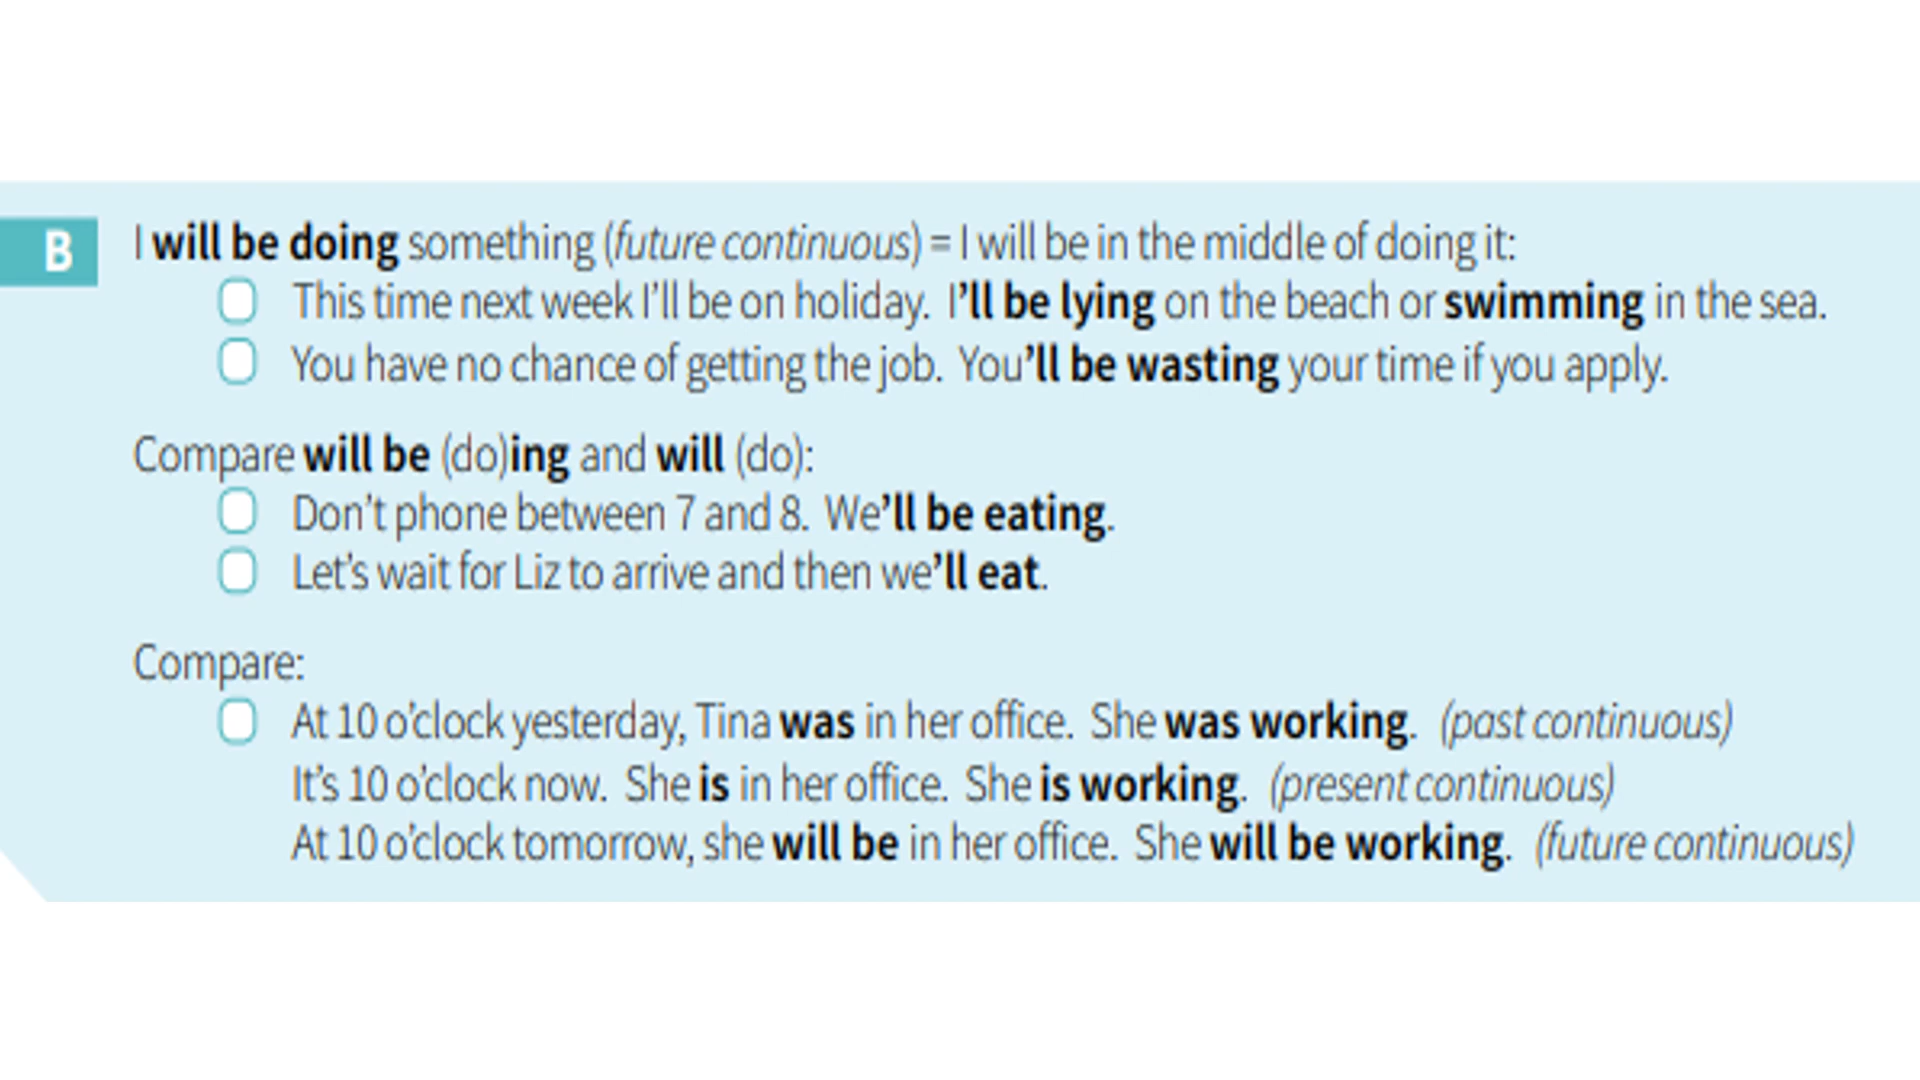 B I will be doing something (future continuous) = I will be in the middle of doing it:
This time next week I’ll be on holiday. I’ll be lying on the beach or swimming in the sea.
You have no chance of getting the job. You’ll be wasting your time if you apply.
Compare will be (do)ing and will (do):
Don’t phone between 7 and 8. We’ll be eating.
Let’s wait for Liz to arrive and then we’ll eat.
Compare:
At 10 o’clock yesterday, Tina was in her office. She was working. (past continuous)
It’s 10 o’clock now. She is in her office. She is working. (present continuous)
At 10 o’clock tomorrow, she will be in her office. She will be working. (future continuous)